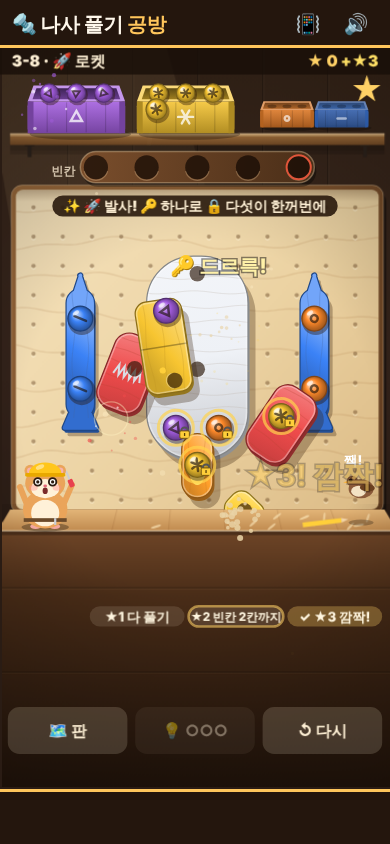 나사 풀기 공방
3-8 · 로켓
★ 0 + ★3
빈칸
발사! 하나로 다섯이 한꺼번에
드르륵!
짹!
★3! 깜짝!
★1 다 풀기
★2 빈칸 2칸까지
✓ ★3 깜짝!
판
다시